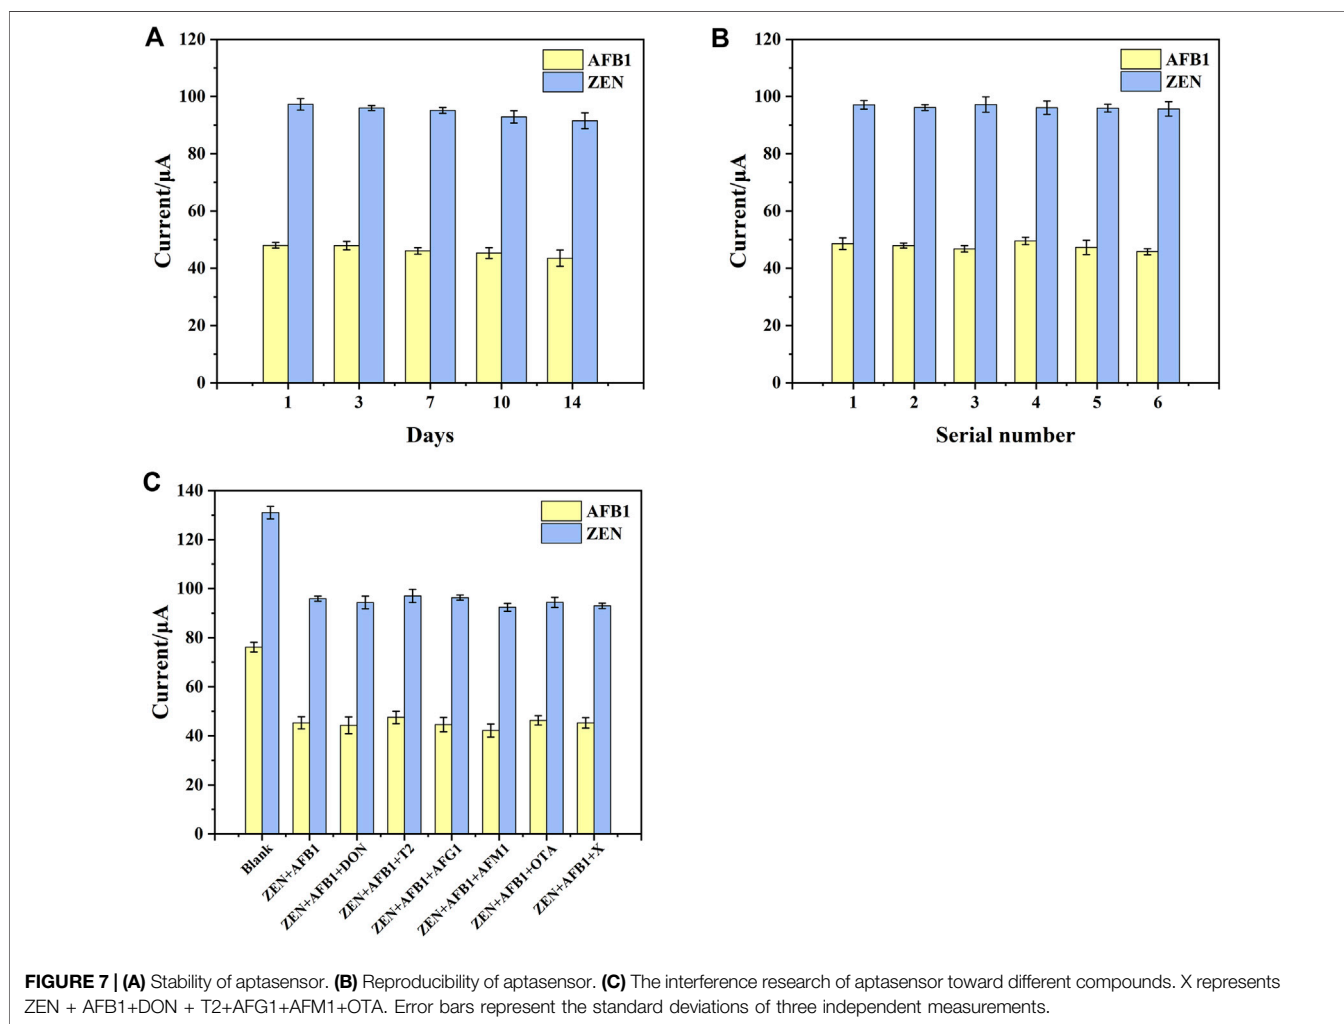 A
120
100
80
60
40
20
0
Current/μA
AFB1
ZEN
1 3 7 10 14
Days
B
120
100
80
60
40
20
0
Current/μA
AFB1
ZEN
1 2 3 4 5 6
Serial number
C
140
120
100
80
60
40
20
0
Current/μA
AFB1
ZEN
Blank
ZEN+AFB1
ZEN+AFB1+DON
ZEN+AFB1+T2
ZEN+AFB1+AFG1
ZEN+AFB1+AFM1
ZEN+AFB1+OTA
ZEN+AFB1+X
FIGURE 7 | (A) Stability of aptasensor. (B) Reproducibility of aptasensor. (C) The interference research of aptasensor toward different compounds. X represents
ZEN + AFB1+DON + T2+AFG1+AFM1+OTA. Error bars represent the standard deviations of three independent measurements.